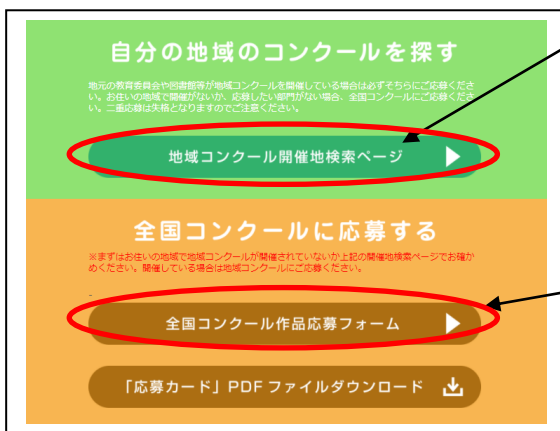 自分の地域のコンクールを探す
地元の教育委員会や図書館等が地域コンクールを開催している場合は必ずそちらにご応募くださ
い。お住いの地域で開催がないか、応募したい部門がない場合、全国コンクールにご応募くださ
い。二重応募は失格となりますのでご注意ください。
地域コンクール開催地検索ページ
全国コンクールに応募する
※まずはお住いの地域で地域コンクールが開催されていないか上記の開催地検索ページでお確か
めください。開催している場合は地域コンクールにご応募ください。
全国コンクール作品応募フォーム
「応募カード」PDFファイルダウンロード